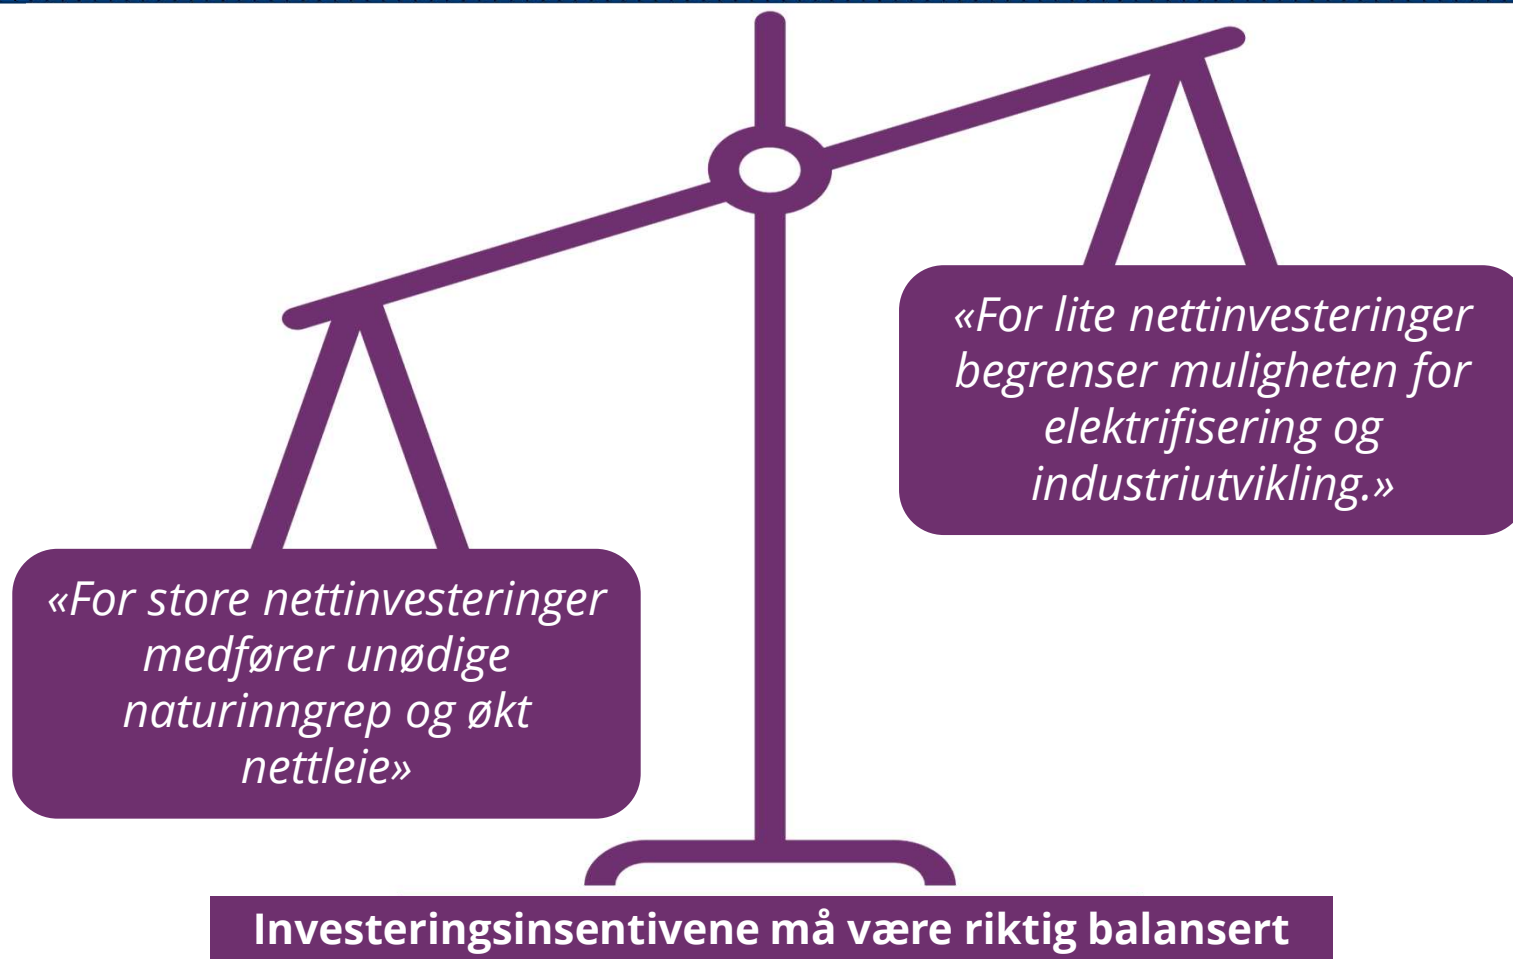 «For lite nettinvesteringer
begrenser muligheten for
elektrifisering og
industriutvikling.»
«For store nettinvesteringer
medfører unødige
naturinngrep og økt
nettleie»
Investeringsinsentivene må være riktig balansert